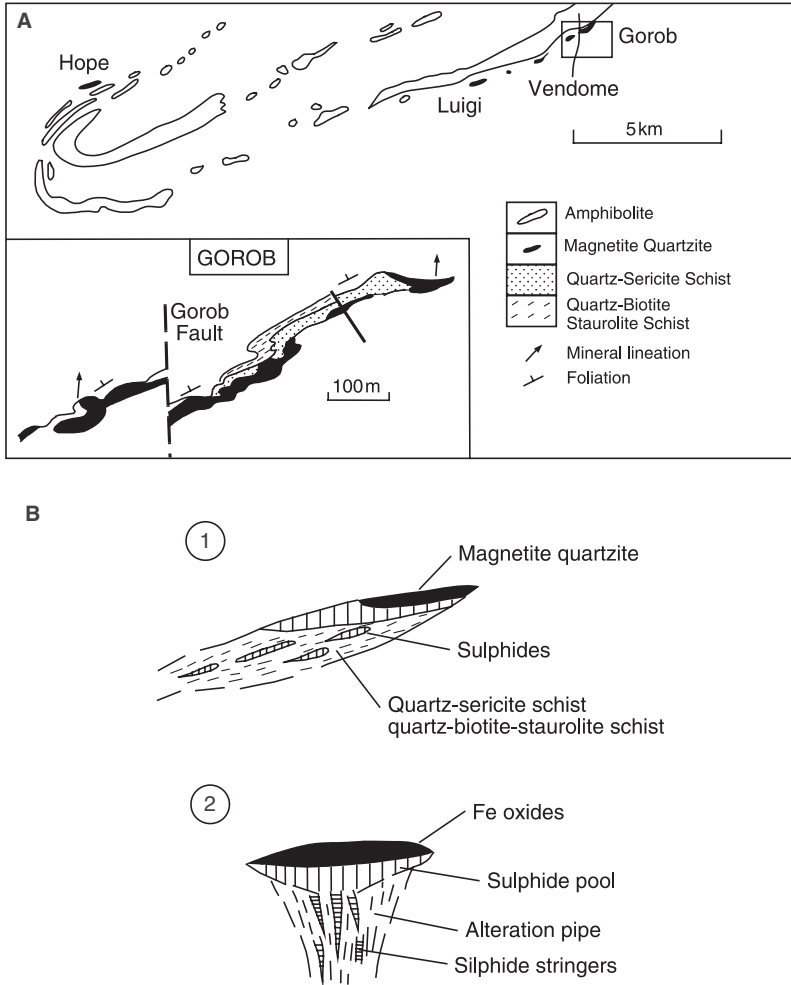 A
Hope
Gorob
Vendome
Luigi
5 km
Amphibolite
Magnetite Quartzite
Quartz-Sericite Schist
Quartz-Biotite
Staurolite Schist
Mineral lineation
Foliation
GOROB
Gorob
Fault
100 m
B
1
Magnetite quartzite
Sulphides
Quartz-sericite schist
quartz-biotite-staurolite schist
2
Fe oxides
Sulphide pool
Alteration pipe
Silphide stringers